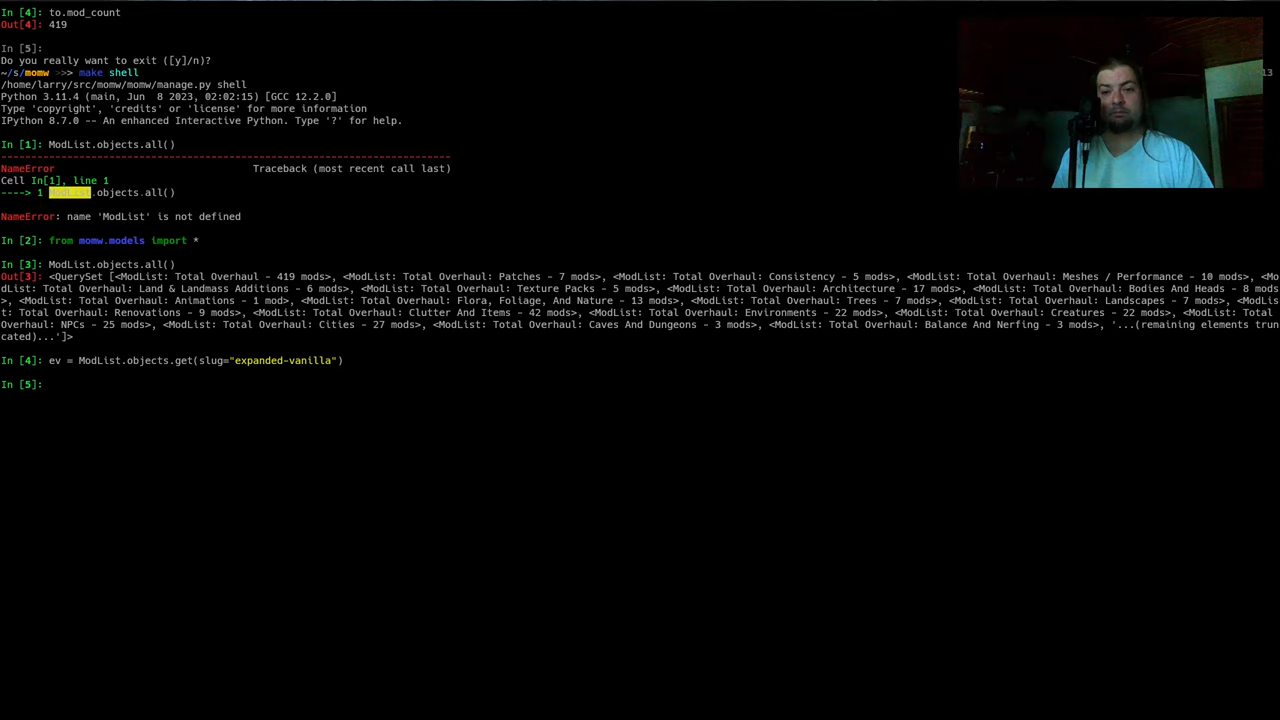 In [4]: to.mod_count
Out[4]: 419
In [5]:
Do you really want to exit ([y]/n)?
~/s/momw >>> make shell
/home/larry/src/momw/momw/manage.py shell
Python 3.11.4 (main, Jun  8 2023, 02:02:15) [GCC 12.2.0]
Type 'copyright', 'credits' or 'license' for more information
IPython 8.7.0 -- An enhanced Interactive Python. Type '?' for help.
In [1]: ModList.objects.all()
---------------------------------------------------------------------------
NameError                                 Traceback (most recent call last)
Cell In[1], line 1
----> 1 ModList.objects.all()
NameError: name 'ModList' is not defined
In [2]: from momw.models import *
In [3]: ModList.objects.all()
Out[3]: <QuerySet [<ModList: Total Overhaul - 419 mods>, <ModList: Total Overhaul: Patches - 7 mods>, <ModList: Total Overhaul: Consistency - 5 mods>, <ModList: Total Overhaul: Meshes / Performance - 10 mods>, <Mo
dList: Total Overhaul: Land & Landmass Additions - 6 mods>, <ModList: Total Overhaul: Texture Packs - 5 mods>, <ModList: Total Overhaul: Architecture - 17 mods>, <ModList: Total Overhaul: Bodies And Heads - 8 mods
>, <ModList: Total Overhaul: Animations - 1 mod>, <ModList: Total Overhaul: Flora, Foliage, And Nature - 13 mods>, <ModList: Total Overhaul: Trees - 7 mods>, <ModList: Total Overhaul: Landscapes - 7 mods>, <ModLis
t: Total Overhaul: Renovations - 9 mods>, <ModList: Total Overhaul: Clutter And Items - 42 mods>, <ModList: Total Overhaul: Environments - 22 mods>, <ModList: Total Overhaul: Creatures - 22 mods>, <ModList: Total
Overhaul: NPCs - 25 mods>, <ModList: Total Overhaul: Cities - 27 mods>, <ModList: Total Overhaul: Caves And Dungeons - 3 mods>, <ModList: Total Overhaul: Balance And Nerfing - 3 mods>, '...(remaining elements trun
cated)...']>
In [4]: ev = ModList.objects.get(slug="expanded-vanilla")
In [5]: